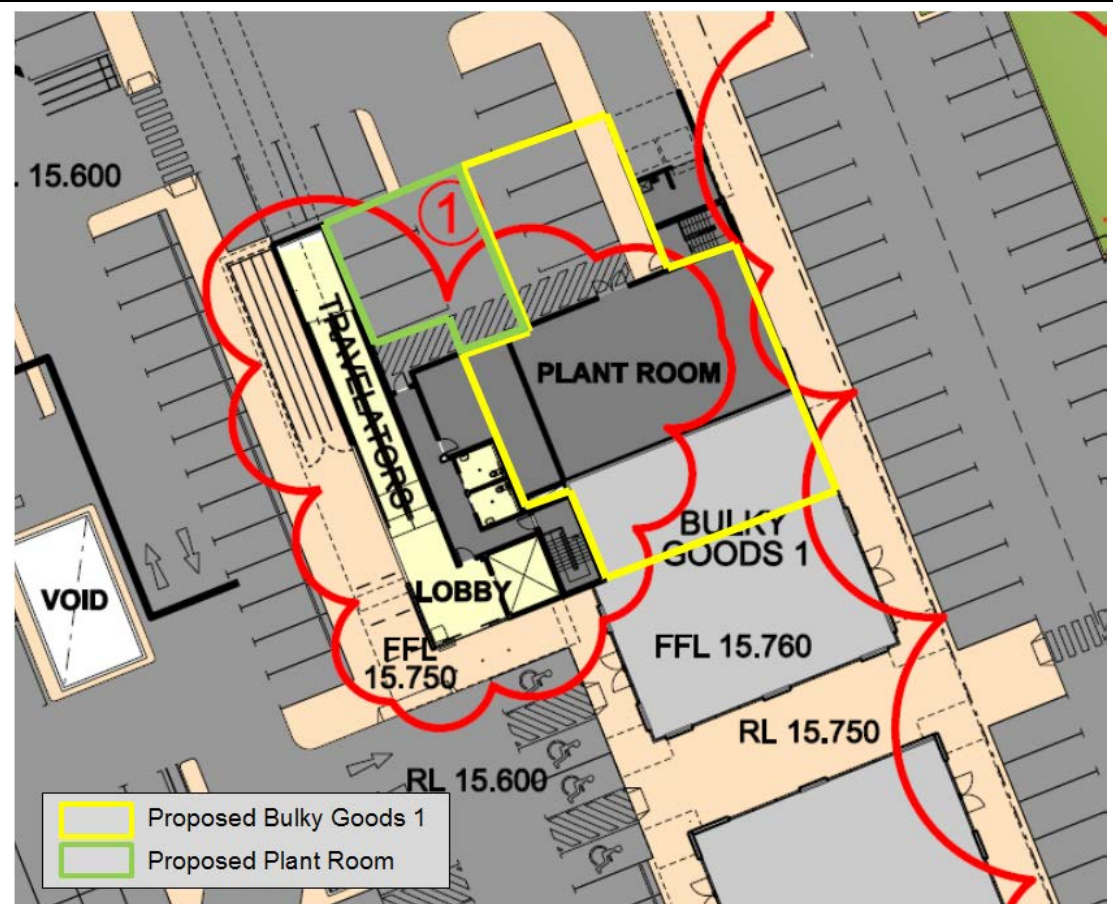 . 15.600
1
LIFT
TRAVELATORS
PLANT ROOM
BULKY
GOODS 1
VOID
LOBBY
FFL
15.750
FFL 15.760
RL 15.750
RL 15.600
Proposed Bulky Goods 1
Proposed Plant Room